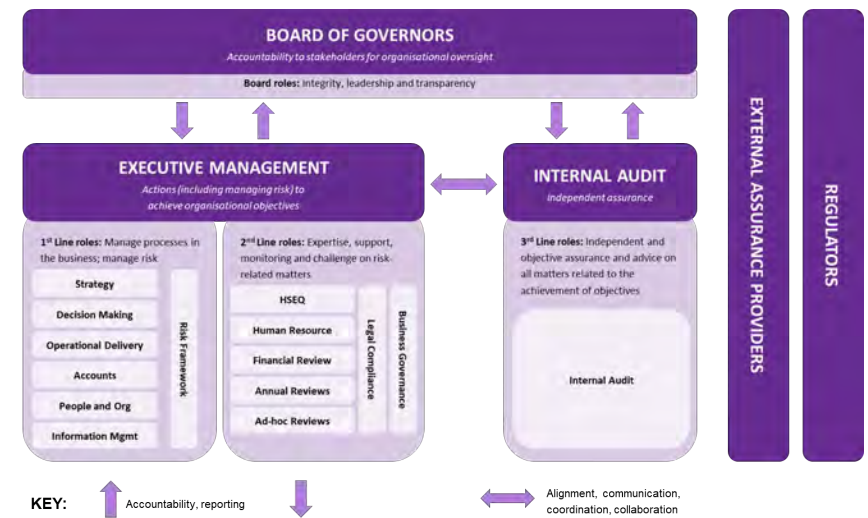 BOARD OF GOVERNORS
Accountability to stakeholders for organisational oversight
Board roles: integrity, leadership and transparency
EXECUTIVE MANAGEMENT
Actions (including managing risk) to
achieve organisational objectives
INTERNAL AUDIT
Independent assurance
1st Line roles: Manage processes in
the business; manage risk
Strategy
Decision Making
Operational Delivery
Accounts
People and Org
Information Mgmt
Risk Framework
2nd Line roles: Expertise, support,
monitoring and challenge on risk-
related matters
HSEQ
Human Resource
Financial Review
Annual Reviews
Ad-hoc Reviews
Legal Compliance
Business Governance
3rd Line roles: Independent and
objective assurance and advice on
all matters related to the
achievement of objectives
Internal Audit
EXTERNAL ASSURANCE PROVIDERS
REGULATORS
KEY:
Accountability, reporting
Alignment, communication,
coordination, collaboration